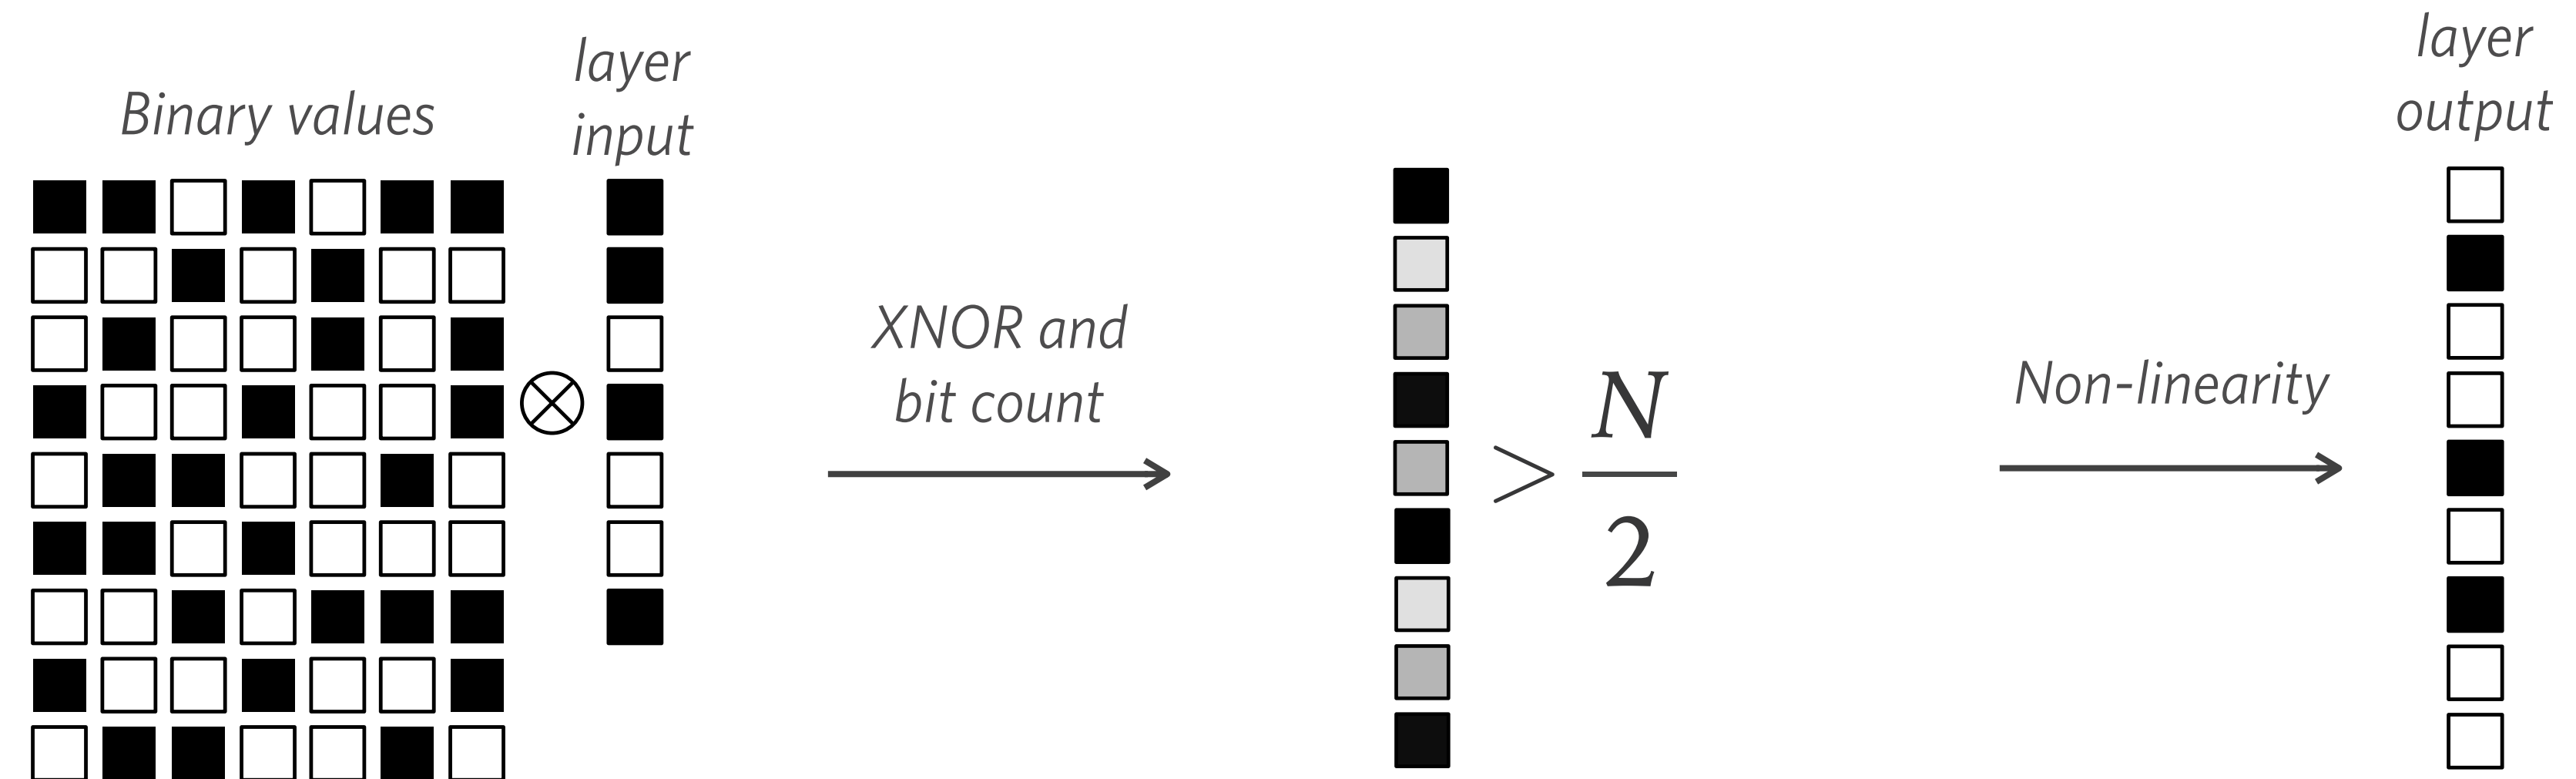 Binary values
layer
input
XNOR and
bit count
> N
2
Non-linearity
layer
output